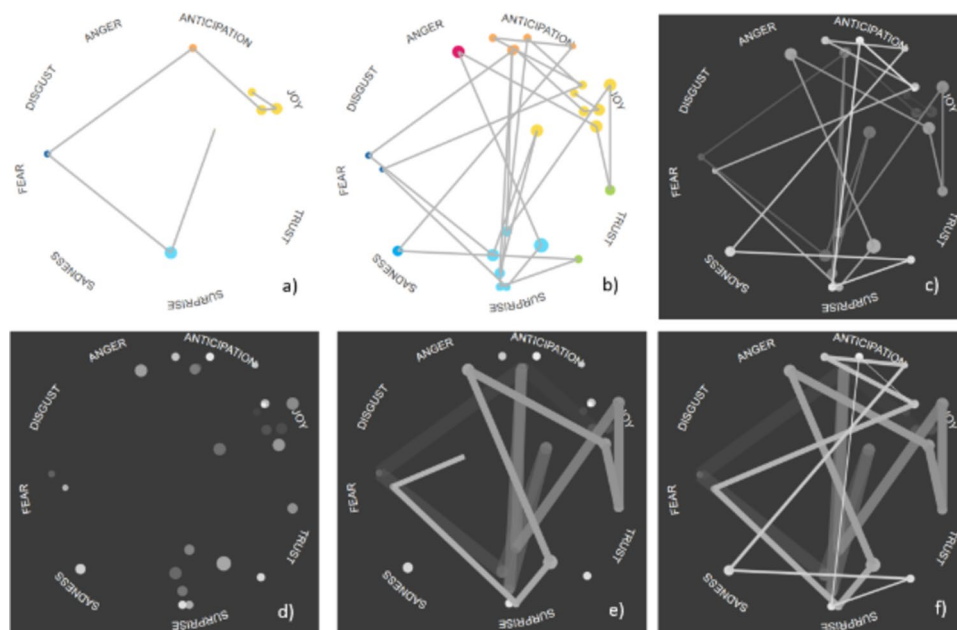 ANGER
ANTICIPATION
DISGUST
JOY
FEAR
TRUST
SADNESS
SURPRISE
a)
ANGER
ANTICIPATION
DISGUST
JOY
FEAR
TRUST
SADNESS
SURPRISE
b)
ANGER
ANTICIPATION
DISGUST
JOY
FEAR
TRUST
SADNESS
SURPRISE
c)
ANGER
ANTICIPATION
DISGUST
JOY
FEAR
TRUST
SADNESS
SURPRISE
d)
ANGER
ANTICIPATION
DISGUST
JOY
FEAR
TRUST
SADNESS
SURPRISE
e)
ANGER
ANTICIPATION
DISGUST
JOY
FEAR
TRUST
SADNESS
SURPRISE
f)